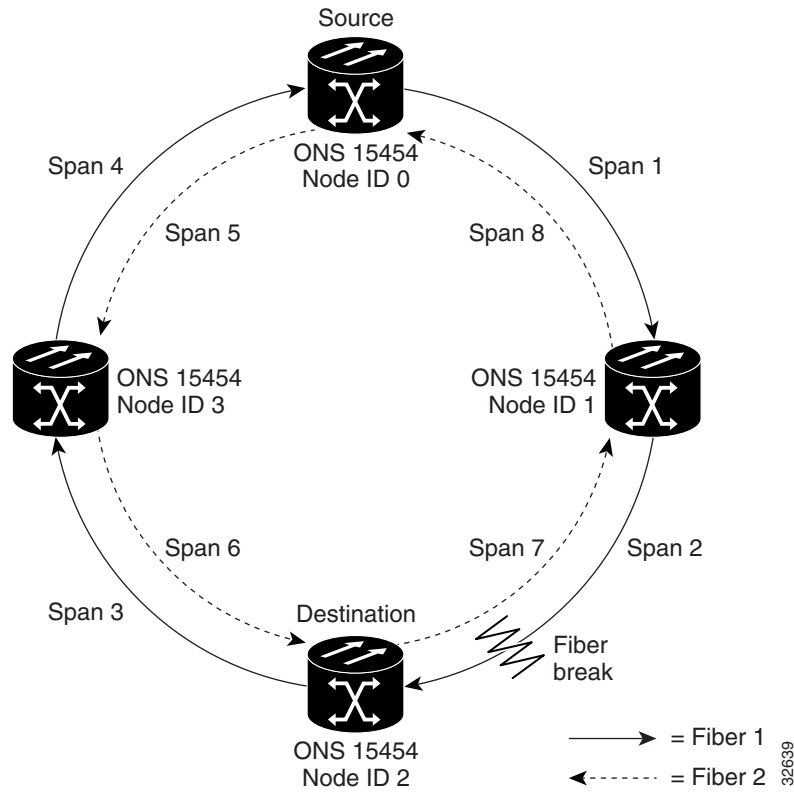 Source
ONS 15454
Node ID 0
Span 4
Span 1
Span 5
Span 8
ONS 15454
Node ID 3
ONS 15454
Node ID 1
Span 6
Span 7
Span 2
Span 3
Destination
Fiber
break
ONS 15454
Node ID 2
= Fiber 1
= Fiber 2
32639